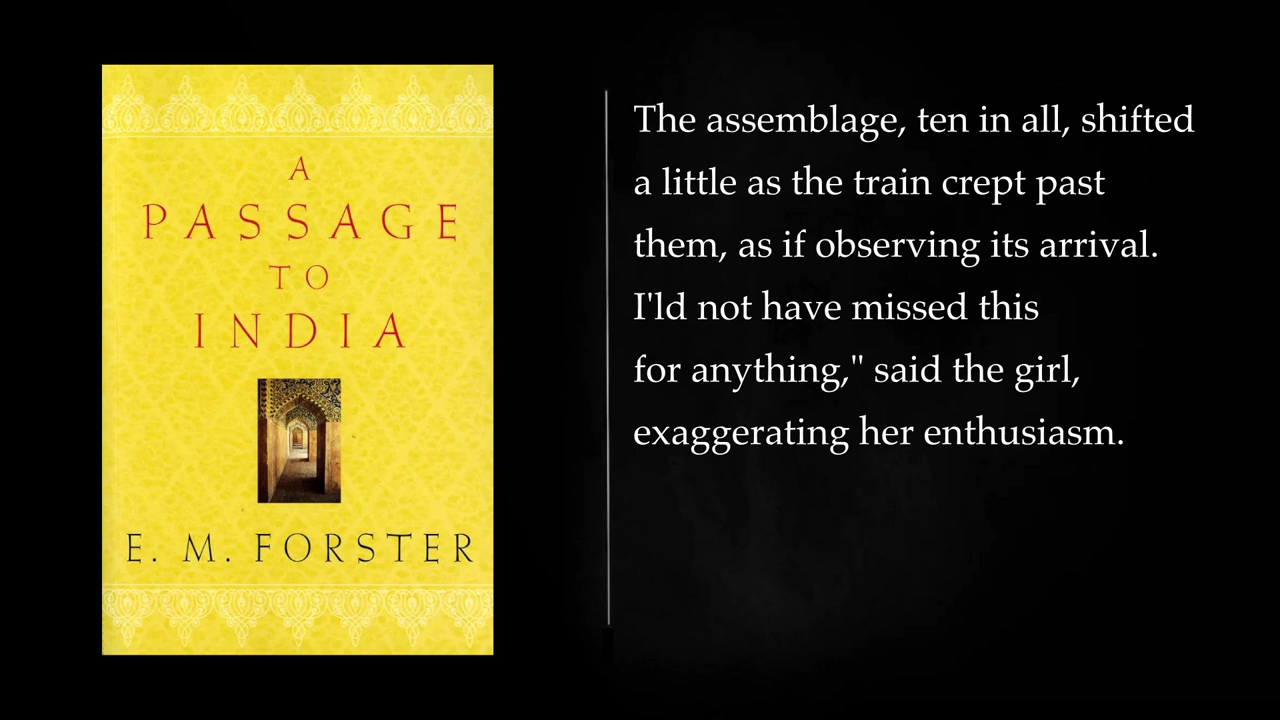 A
PASSAGE
TO
INDIA
E. M. FORSTER
The assemblage, ten in all, shifted
a little as the train crept past
them, as if observing its arrival.
I'ld not have missed this
for anything," said the girl,
exaggerating her enthusiasm.